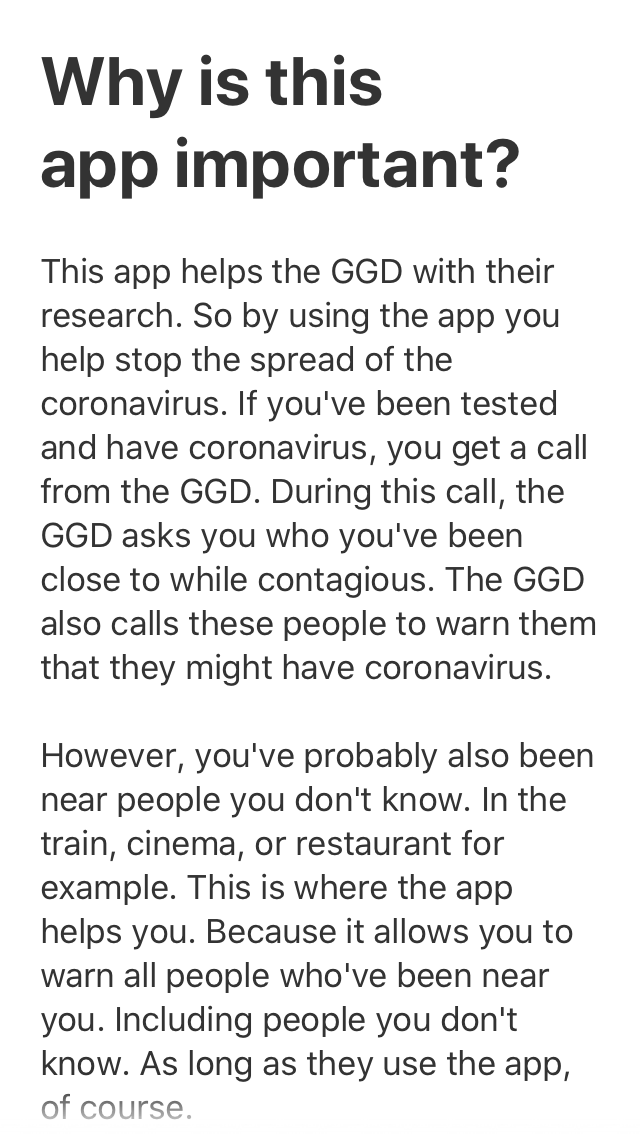 Why is this
app important?
This app helps the GGD with their
research. So by using the app you
help stop the spread of the
coronavirus. If you've been tested
and have coronavirus, you get a call
from the GGD. During this call, the
GGD asks you who you've been
close to while contagious. The GGD
also calls these people to warn them
that they might have coronavirus.
However, you've probably also been
near people you don't know. In the
train, cinema, or restaurant for
example. This is where the app
helps you. Because it allows you to
warn all people who've been near
you. Including people you don't
know. As long as they use the app,
of course.